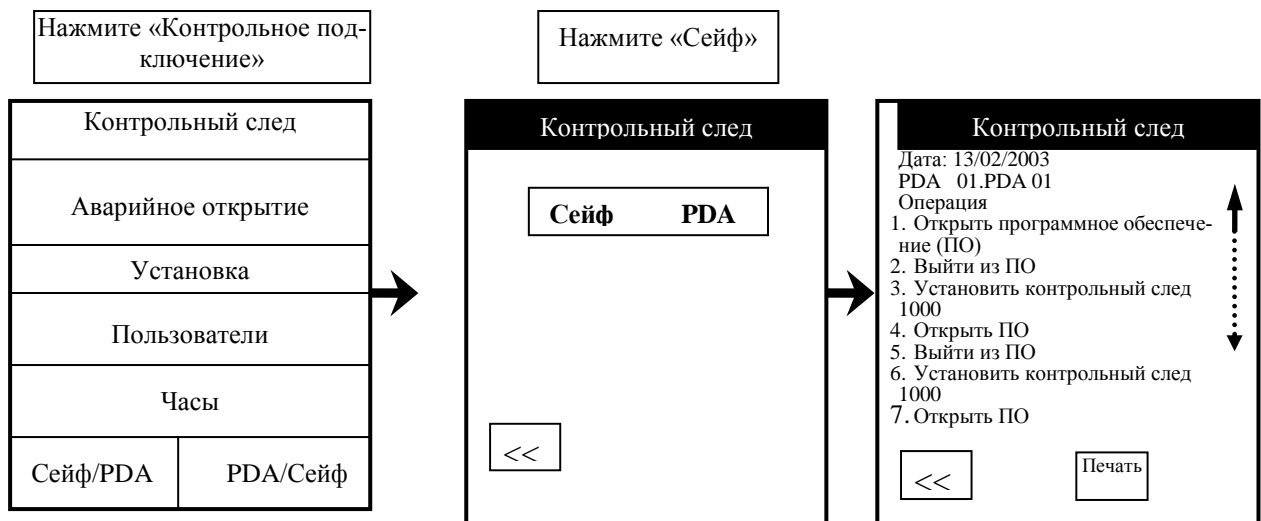 Нажмите «Контрольное под-
ключение»
Контрольный след
Аварийное открытие
Установка
Пользователи
Часы
Сейф/PDA
PDA/Сейф
Нажмите «Сейф»
Контрольный след
Сейф PDA
<<
Контрольный след
Дата: 13/02/2003
PDA 01.PDA 01
Операция
1. Открыть программное обеспече-
ние (ПО)
2. Выйти из ПО
3. Установить контрольный след
1000
4. Открыть ПО
5. Выйти из ПО
6. Установить контрольный след
1000
7. Открыть ПО
<<
Печать